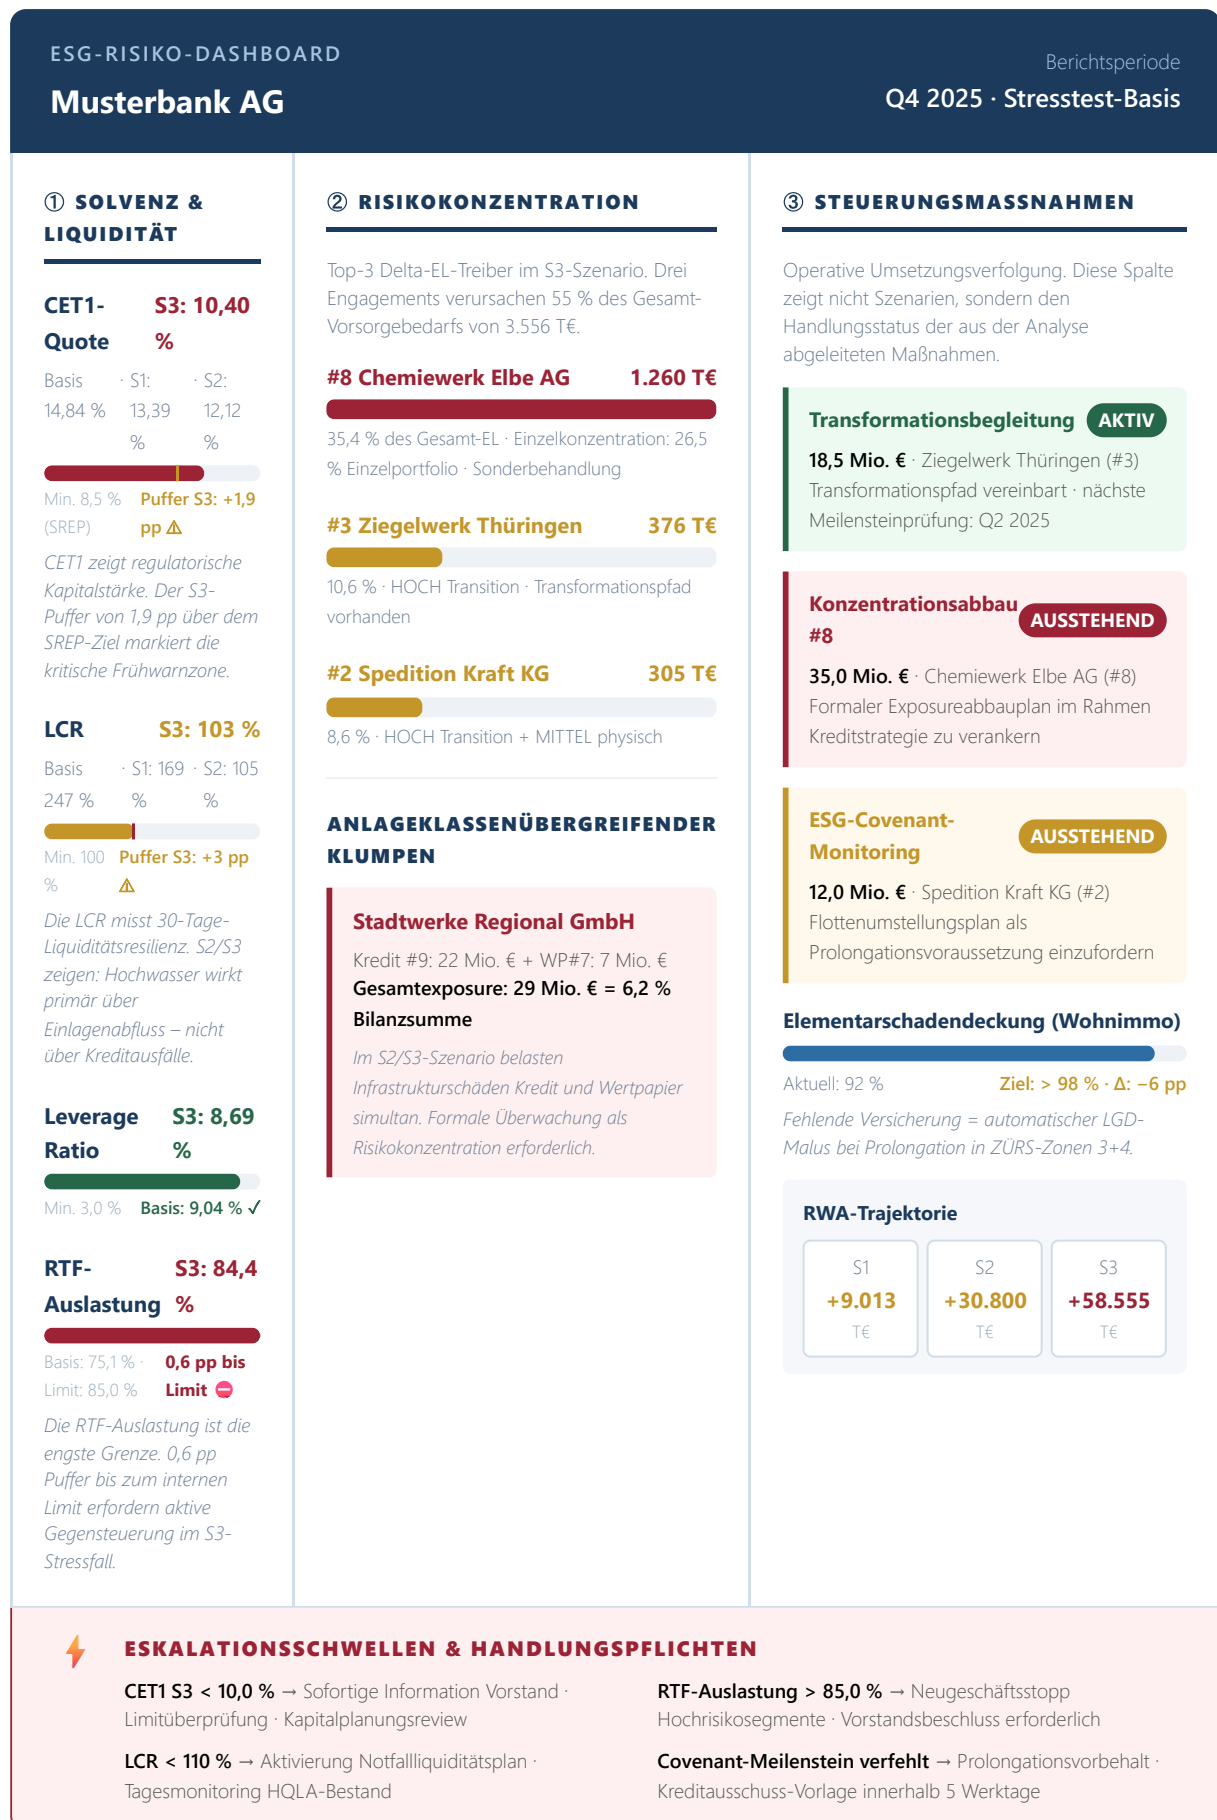 ESG-RISIKO-DASHBOARD
Musterbank AG
Berichtsperiode
Q4 2025 · Stresstest-Basis
① SOLVENZ &
LIQUIDITÄT
CET1-
Quote
S3: 10,40
%
Basis · S1: · S2:
14,84 % 13,39 12,12
% %
Min. 8,5 %
(SREP)
Puffer S3: +1,9
pp ⚠
CET1 zeigt regulatorische
Kapitalstärke. Der S3-
Puffer von 1,9 pp über dem
SREP-Ziel markiert die
kritische Frühwarnzone.
LCR S3: 103 %
Basis · S1: 169 · S2: 105
247 % % %
Min. 100
%
Puffer S3: +3 pp
⚠
Die LCR misst 30-Tage-
Liquiditätsresilienz. S2/S3
zeigen: Hochwasser wirkt
primär über
Einlagenabfluss – nicht
über Kreditausfälle.
Leverage
Ratio
S3: 8,69
%
Min. 3,0 % Basis: 9,04 % ✓
RTF-
Auslastung
S3: 84,4
%
Basis: 75,1 % ·
Limit: 85,0 %
0,6 pp bis
Limit ⛔
Die RTF-Auslastung ist die
engste Grenze. 0,6 pp
Puffer bis zum internen
Limit erfordern aktive
Gegensteuerung im S3-
Stressfall.
② RISIKOKONZENTRATION
Top-3 Delta-EL-Treiber im S3-Szenario. Drei
Engagements verursachen 55 % des Gesamt-
Vorsorgebedarfs von 3.556 T€.
#8 Chemiewerk Elbe AG 1.260 T€
35,4 % des Gesamt-EL · Einzelkonzentration: 26,5
% Einzelportfolio · Sonderbehandlung
#3 Ziegelwerk Thüringen 376 T€
10,6 % · HOCH Transition · Transformationspfad
vorhanden
#2 Spedition Kraft KG 305 T€
8,6 % · HOCH Transition + MITTEL physisch
ANLAGEKLASSENÜBERGREIFENDER
KLUMPEN
Stadtwerke Regional GmbH
Kredit #9: 22 Mio. € + WP#7: 7 Mio. €
Gesamtexposure: 29 Mio. € = 6,2 %
Bilanzsumme
Im S2/S3-Szenario belasten
Infrastrukturschäden Kredit und Wertpapier
simultan. Formale Überwachung als
Risikokonzentration erforderlich.
③ STEUERUNGSMASSNAHMEN
Operative Umsetzungsverfolgung. Diese Spalte
zeigt nicht Szenarien, sondern den
Handlungsstatus der aus der Analyse
abgeleiteten Maßnahmen.
Transformationsbegleitung AKTIV
18,5 Mio. € · Ziegelwerk Thüringen (#3)
Transformationspfad vereinbart · nächste
Meilensteinprüfung: Q2 2025
Konzentrationsabbau
#8
AUSSTEHEND
35,0 Mio. € · Chemiewerk Elbe AG (#8)
Formaler Exposureabbauplan im Rahmen
Kreditstrategie zu verankern
ESG-Covenant-
Monitoring
AUSSTEHEND
12,0 Mio. € · Spedition Kraft KG (#2)
Flottenumstellungsplan als
Prolongationsvoraussetzung einzufordern
Elementarschadendeckung (Wohnimmo)
Aktuell: 92 % Ziel: > 98 % · Δ: −6 pp
Fehlende Versicherung = automatischer LGD-
Malus bei Prolongation in ZÜRS-Zonen 3+4.
RWA-Trajektorie
S1 S2 S3
+9.013 +30.800 +58.555
T€ T€ T€
⚡ ESKALATIONSSCHWELLEN & HANDLUNGSPFLICHTEN
CET1 S3 < 10,0 % → Sofortige Information Vorstand ·
Limitüberprüfung · Kapitalplanungsreview
RTF-Auslastung > 85,0 % → Neugeschäftsstopp
Hochrisikosegmente · Vorstandsbeschluss erforderlich
LCR < 110 % → Aktivierung Notfallliquiditätsplan ·
Tagesmonitoring HQLA-Bestand
Covenant-Meilenstein verfehlt → Prolongationsvorbehalt ·
Kreditausschuss-Vorlage innerhalb 5 Werktage